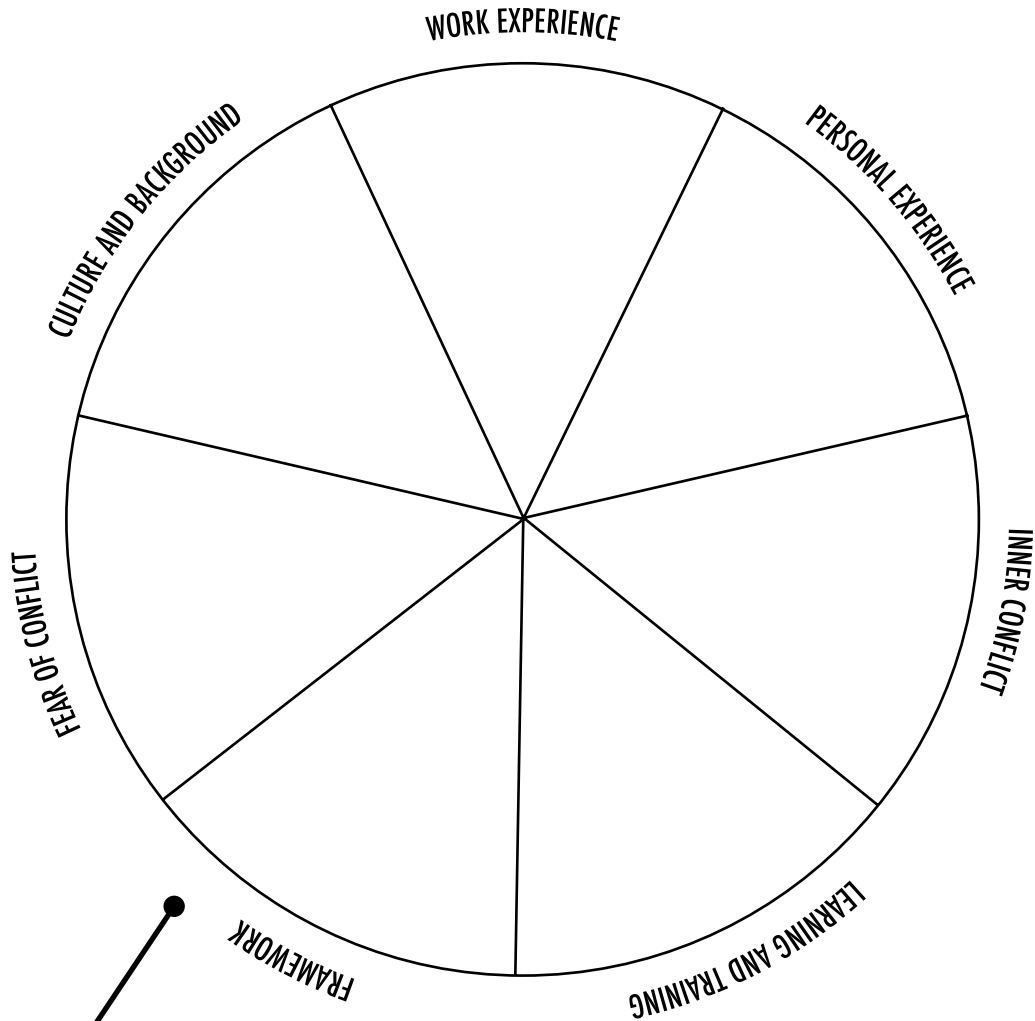 WORK EXPERIENCE
PERSONAL EXPERIENCE
INNER CONFLICT
LEARNING AND TRAINING
FRAMEWORK
FEAR OF CONFLICT
CULTURE AND BACKGROUND